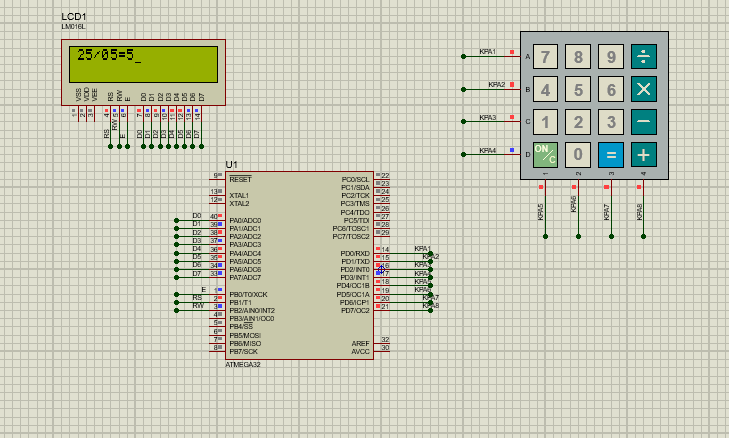 LCD1
LM016L
25/05=5_
VSS VDD VEE RS RW E D0 D1 D2 D3 D4 D5 D6 D7
1 2 3 4 5 6 7 8 9 10 11 12 13 14
RS RW E D0 D1 D2 D3 D4 D5 D6 D7
KPA1 A 7 8 9 ÷
KPA2 B 4 5 6 ×
KPA3 C 1 2 3 −
KPA4 D ON/C 0 = +
1 2 3 4
KPA5 KPA6 KPA7 KPA8
U1
9 RESET PC0/SCL 22
PC1/SDA 23
13 XTAL1 PC2/TCK 24
12 XTAL2 PC3/TMS 25
PC4/TDO 26
D0 40 PA0/ADC0 PC5/TDI 27
D1 39 PA1/ADC1 PC6/TOSC1 28
D2 38 PA2/ADC2 PC7/TOSC2 29
D3 37 PA3/ADC3
D4 36 PA4/ADC4 PD0/RXD 14 KPA1
D5 35 PA5/ADC5 PD1/TXD 15
D6 34 PA6/ADC6 PD2/INT0 16
D7 33 PA7/ADC7 PD3/INT1 17
PD4/OC1B 18
E 1 PB0/T0/XCK PD5/OC1A 19
RS 2 PB1/T1 PD6/ICP1 20
RW 3 PB2/AIN0/INT2 PD7/OC2 21
4 PB3/AIN1/OC0
5 PB4/SS
6 PB5/MOSI
7 PB6/MISO AREF 32
8 PB7/SCK AVCC 30
ATMEGA32